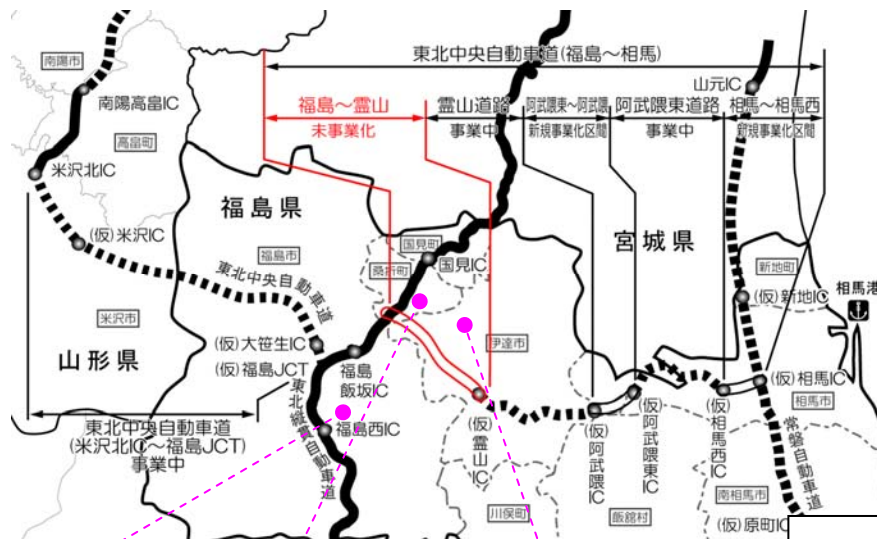 東北中央自動車道(福島～相馬)
福島～霊山
未事業化
霊山道路
事業中
阿武隈東～阿武隈
新規事業化区間
阿武隈東道路
事業中
相馬～相馬西
新規事業化区間
山元IC
南陽市
南陽高畠IC
高畠町
米沢北IC
(仮)米沢IC
福島県
福島市
東北中央自動車道
米沢市
山形県
(仮)大笹生IC
(仮)福島JCT
東北中央自動車道
(米沢北IC～福島JCT)
事業中
東北縦貫自動車道
福島
飯坂IC
福島西IC
国見町
国見IC
桑折町
伊達市
宮城県
新地町
(仮)新地IC
相馬港
(仮)相馬IC
相馬市
(仮)霊山IC
(仮)阿武隈IC
(仮)阿武隈東IC
(仮)相馬西IC
常磐自動車道
川俣町
飯舘村
南相馬市
(仮)原町IC